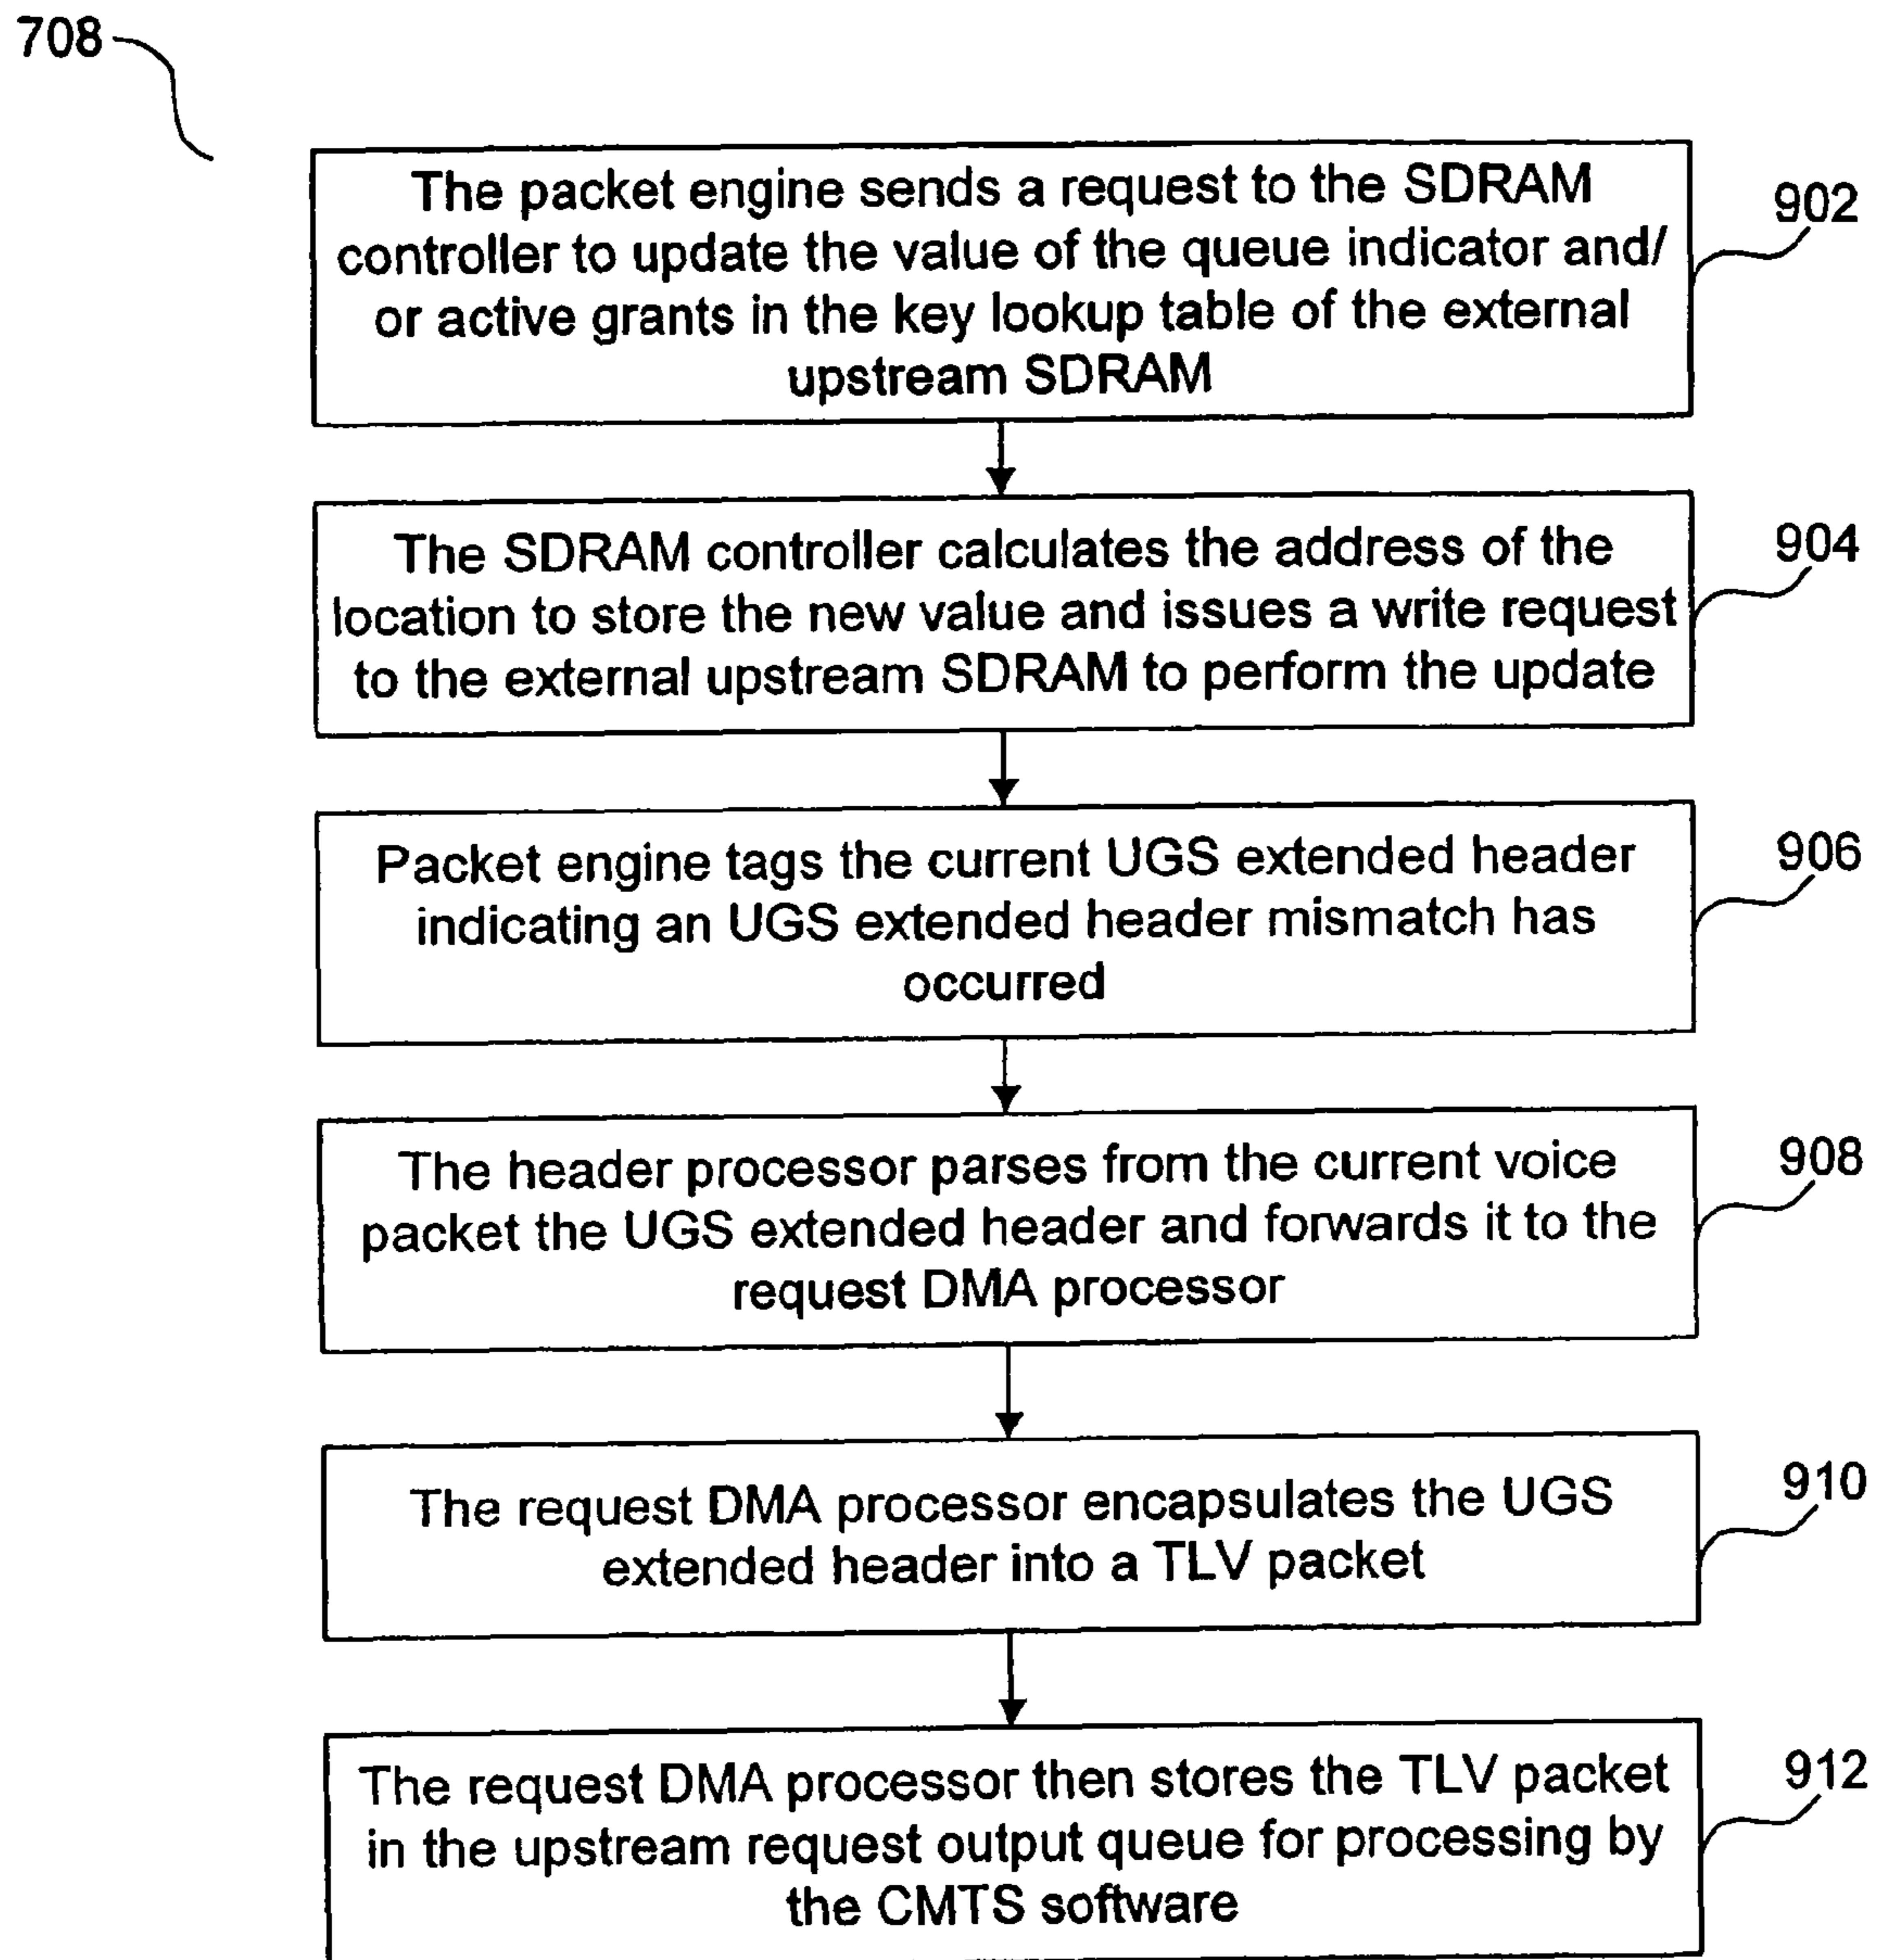 708
The packet engine sends a request to the SDRAM
controller to update the value of the queue indicator and/
or active grants in the key lookup table of the external
upstream SDRAM
902
The SDRAM controller calculates the address of the
location to store the new value and issues a write request
to the external upstream SDRAM to perform the update
904
Packet engine tags the current UGS extended header
indicating an UGS extended header mismatch has
occurred
906
The header processor parses from the current voice
packet the UGS extended header and forwards it to the
request DMA processor
908
The request DMA processor encapsulates the UGS
extended header into a TLV packet
910
The request DMA processor then stores the TLV packet
in the upstream request output queue for processing by
the CMTS software
912